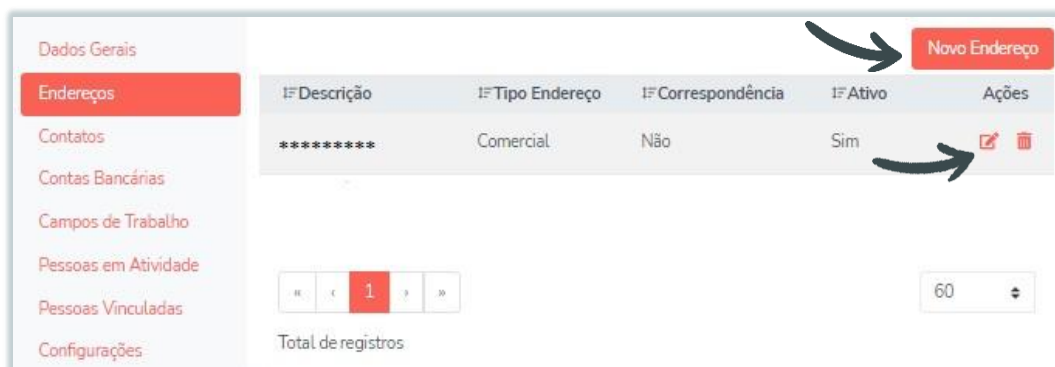 Dados Gerais
Novo Endereço
Endereços
Descrição Tipo Endereço Correspondência Ativo Ações
Contatos
********* Comercial Não Sim
Contas Bancárias
Campos de Trabalho
Pessoas em Atividade
« ‹ 1 › » 60
Pessoas Vinculadas
Total de registros
Configurações